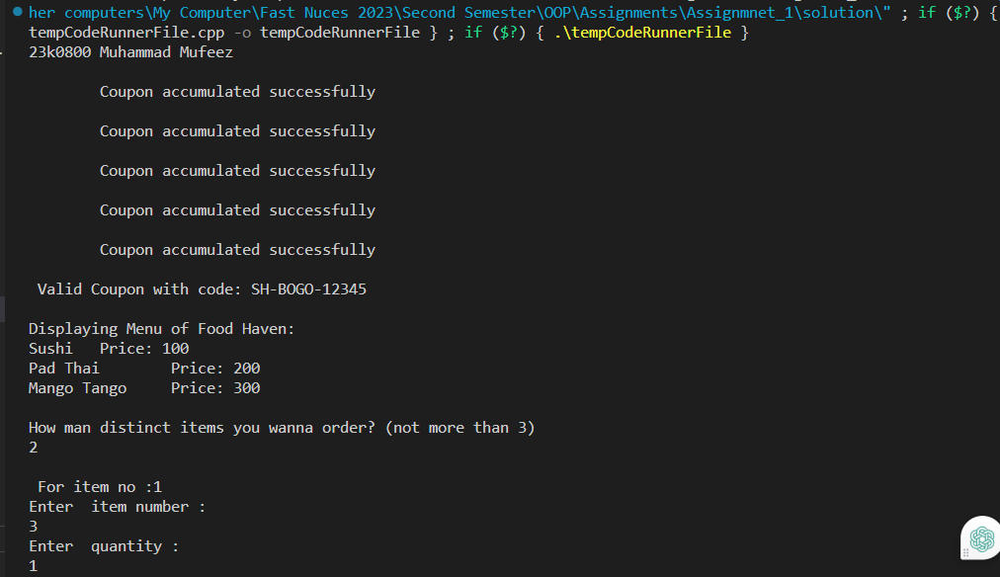 her computers\My Computer\Fast Nuces 2023\Second Semester\OOP\Assignments\Assignmnet_1\solution\" ; if ($?) {
tempCodeRunnerFile.cpp -o tempCodeRunnerFile } ; if ($?) { .\tempCodeRunnerFile }
23k0800 Muhammad Mufeez
Coupon accumulated successfully
Coupon accumulated successfully
Coupon accumulated successfully
Coupon accumulated successfully
Coupon accumulated successfully
Valid Coupon with code: SH-BOGO-12345
Displaying Menu of Food Haven:
Sushi   Price: 100
Pad Thai        Price: 200
Mango Tango     Price: 300
How man distinct items you wanna order? (not more than 3)
2
For item no :1
Enter  item number :
3
Enter  quantity :
1